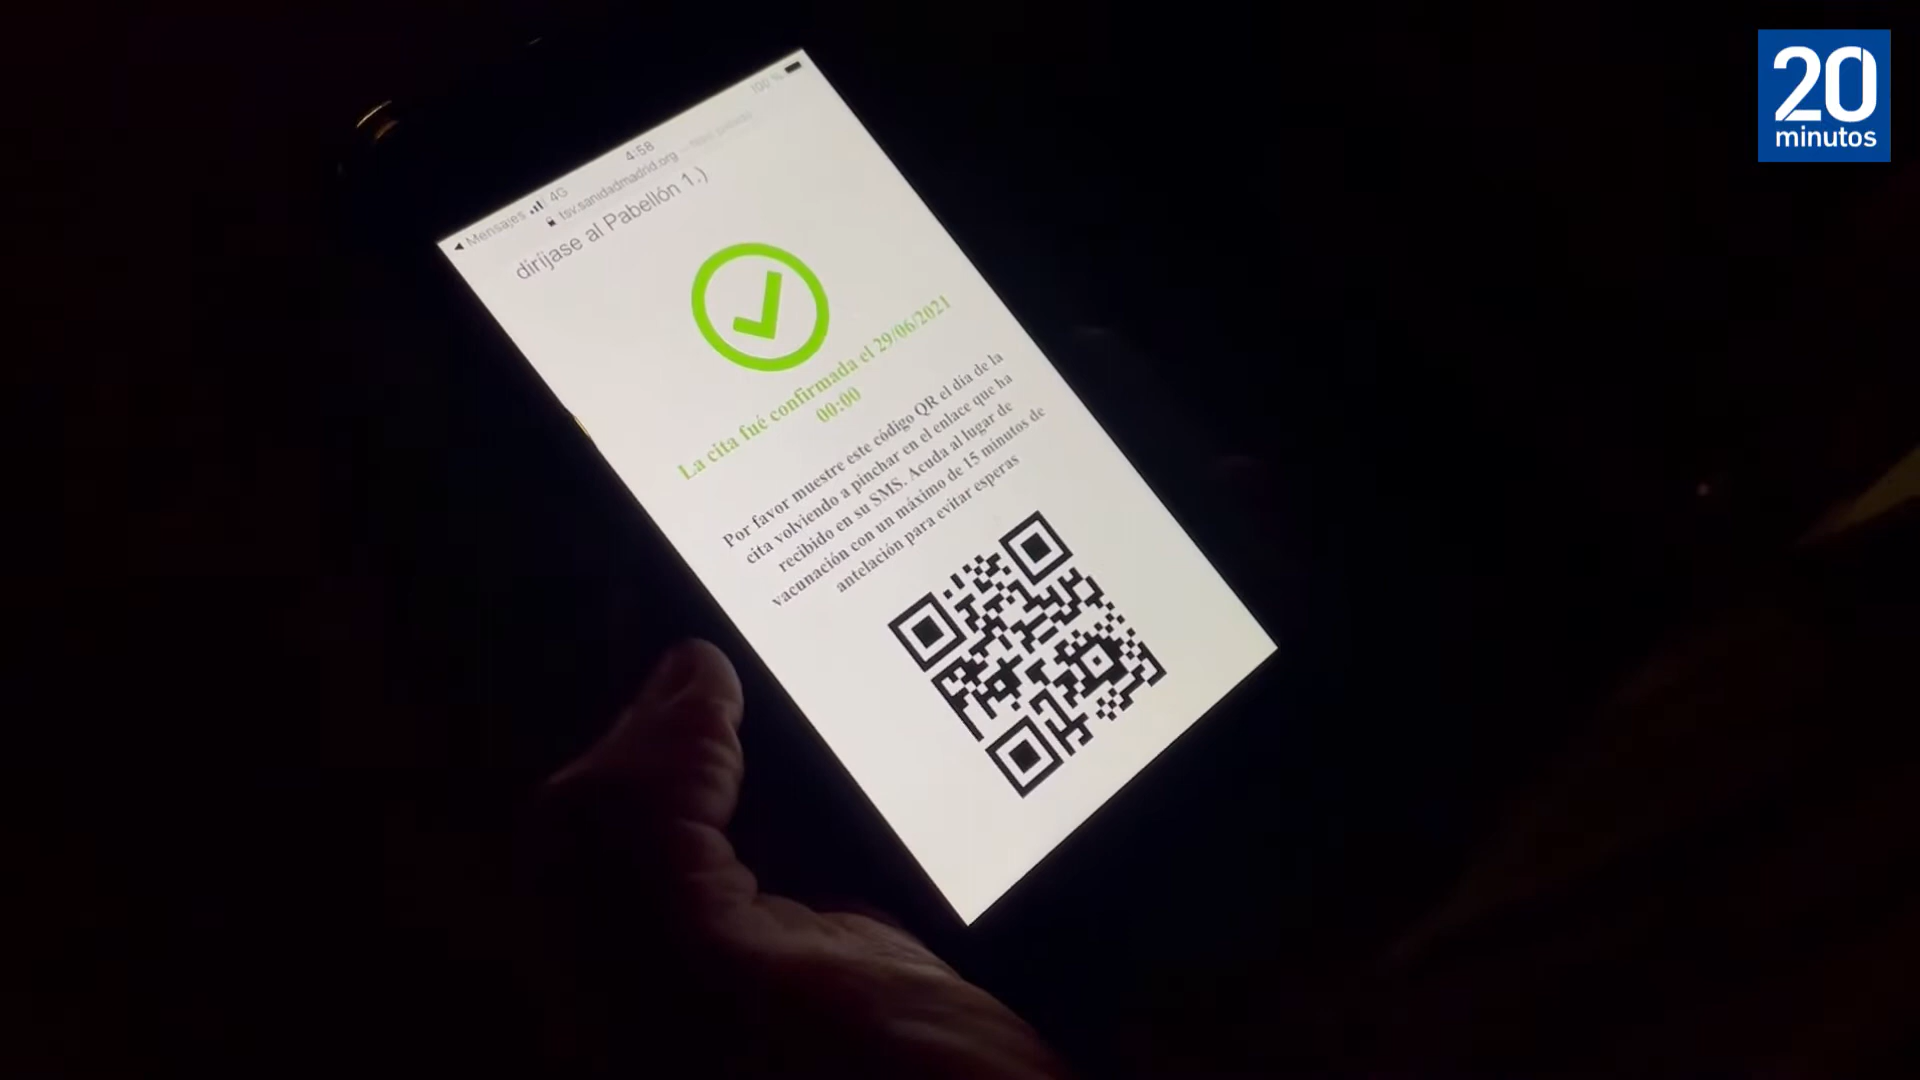 20
minutos
Mensajes 4G
4:58
100 %
tsv.sanidadmadrid.org
diríjase al Pabellón 1.)
La cita fué confirmada el 29/06/2021
00:00
Por favor muestre este código QR el día de la
cita volviendo a pinchar en el enlace que ha
recibido en su SMS. Acuda al lugar de
vacunación con un máximo de 15 minutos de
antelación para evitar esperas